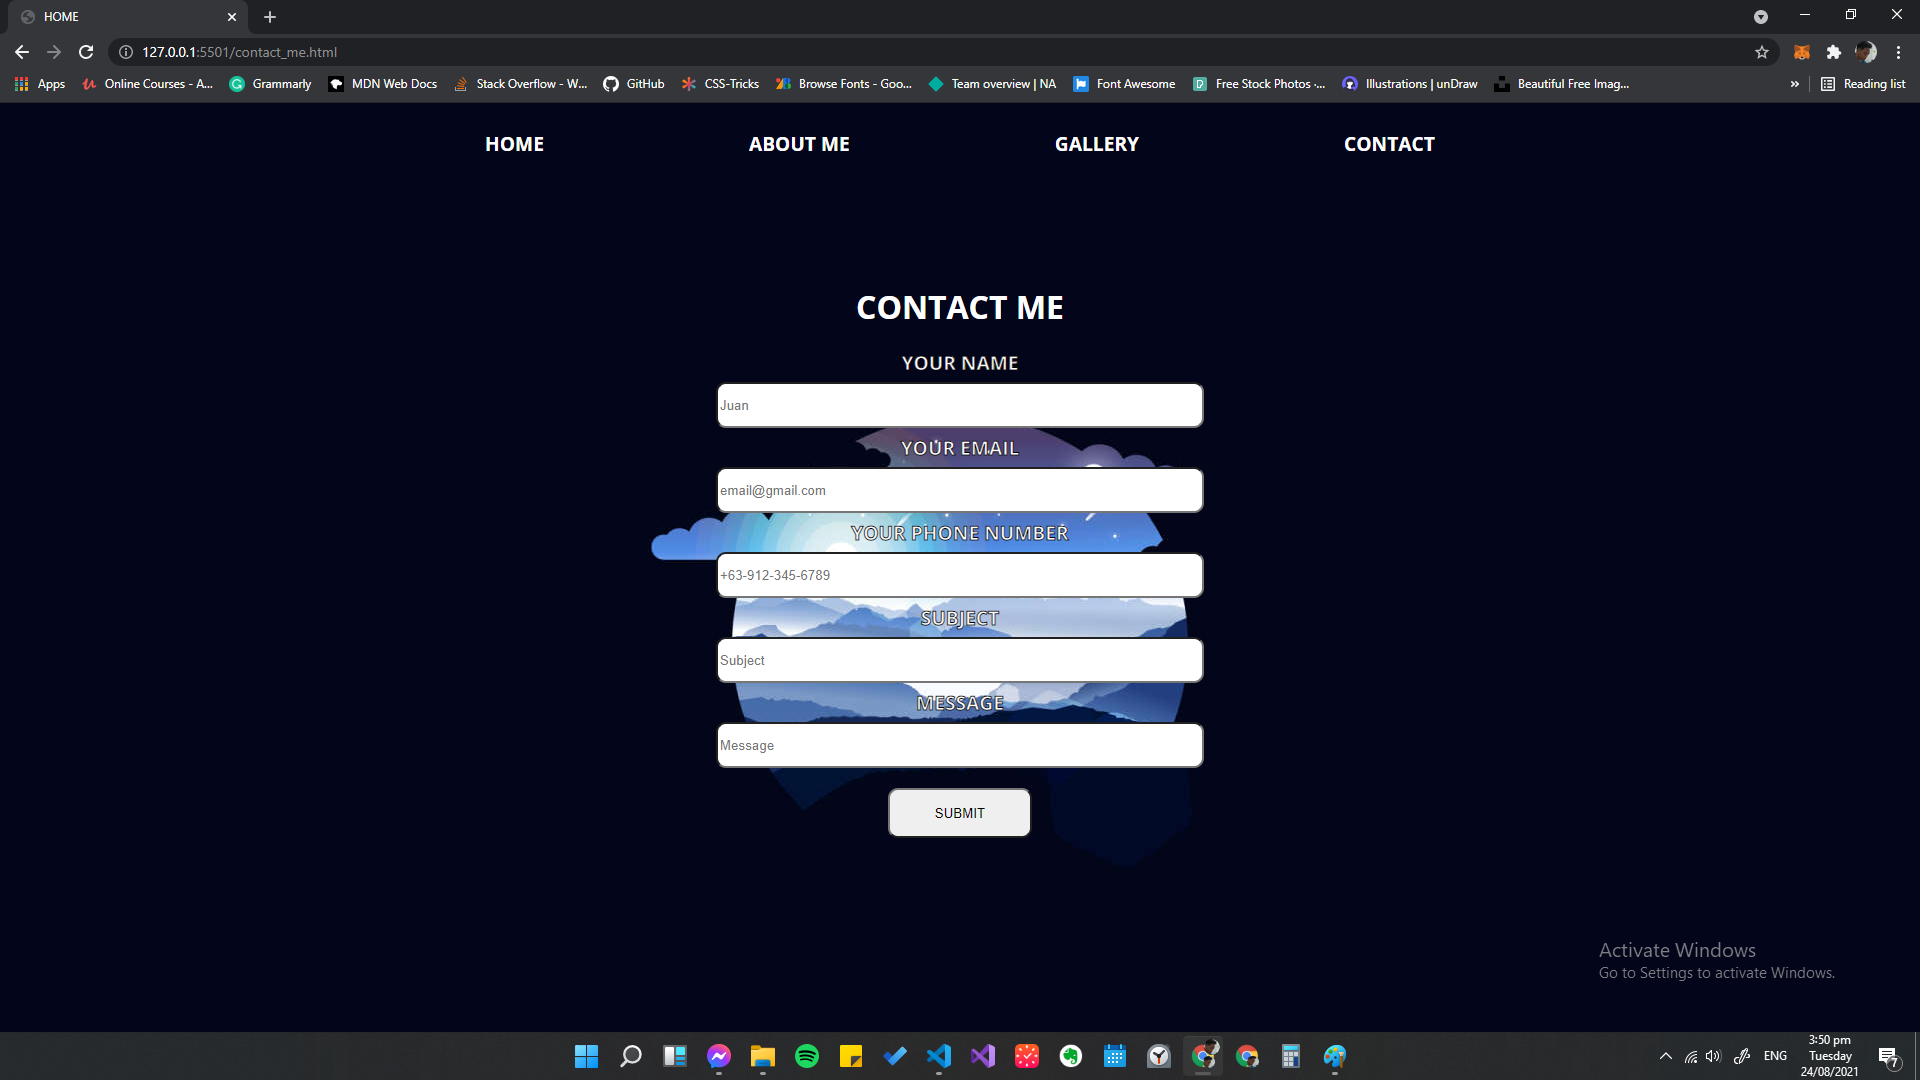 HOME
127.0.0.1:5501/contact_me.html
Apps Online Courses - A... Grammarly MDN Web Docs Stack Overflow - W... GitHub CSS-Tricks Browse Fonts - Goo... Team overview | NA Font Awesome Free Stock Photos ·... Illustrations | unDraw Beautiful Free Imag... » Reading list
HOME ABOUT ME GALLERY CONTACT
CONTACT ME
YOUR NAME
Juan
YOUR EMAIL
email@gmail.com
YOUR PHONE NUMBER
+63-912-345-6789
SUBJECT
Subject
MESSAGE
Message
SUBMIT
Activate Windows
Go to Settings to activate Windows.
ENG
3:50 pm
Tuesday
24/08/2021
7